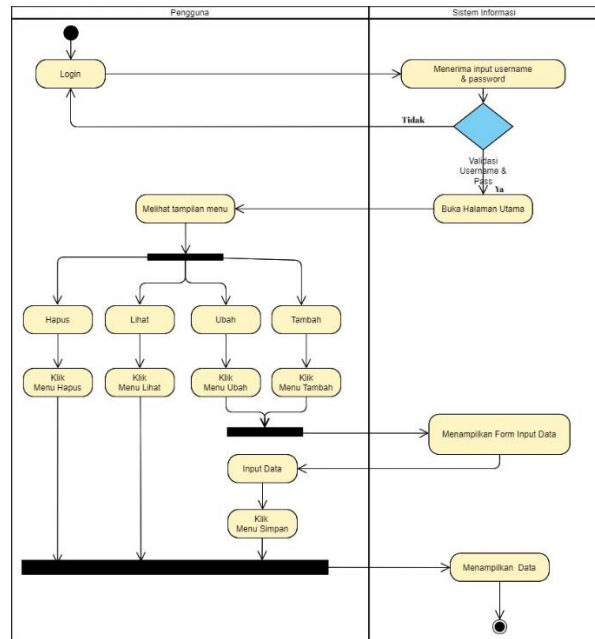 Pengguna
Sistem Informasi
Login
Menerima input username
& password
Tidak
Validasi
Username &
Pass
Ya
Melihat tampilan menu
Buka Halaman Utama
Hapus
Lihat
Ubah
Tambah
Klik
Menu Hapus
Klik
Menu Lihat
Klik
Menu Ubah
Klik
Menu Tambah
Menampilkan Form Input Data
Input Data
Klik
Menu Simpan
Menampilkan Data